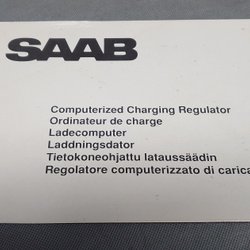 SAAB
Computerized Charging Regulator
Ordinateur de charge
Ladecomputer
Laddningsdator
Tietokoneohjattu lataussäädin
Regolatore computerizzato di carica